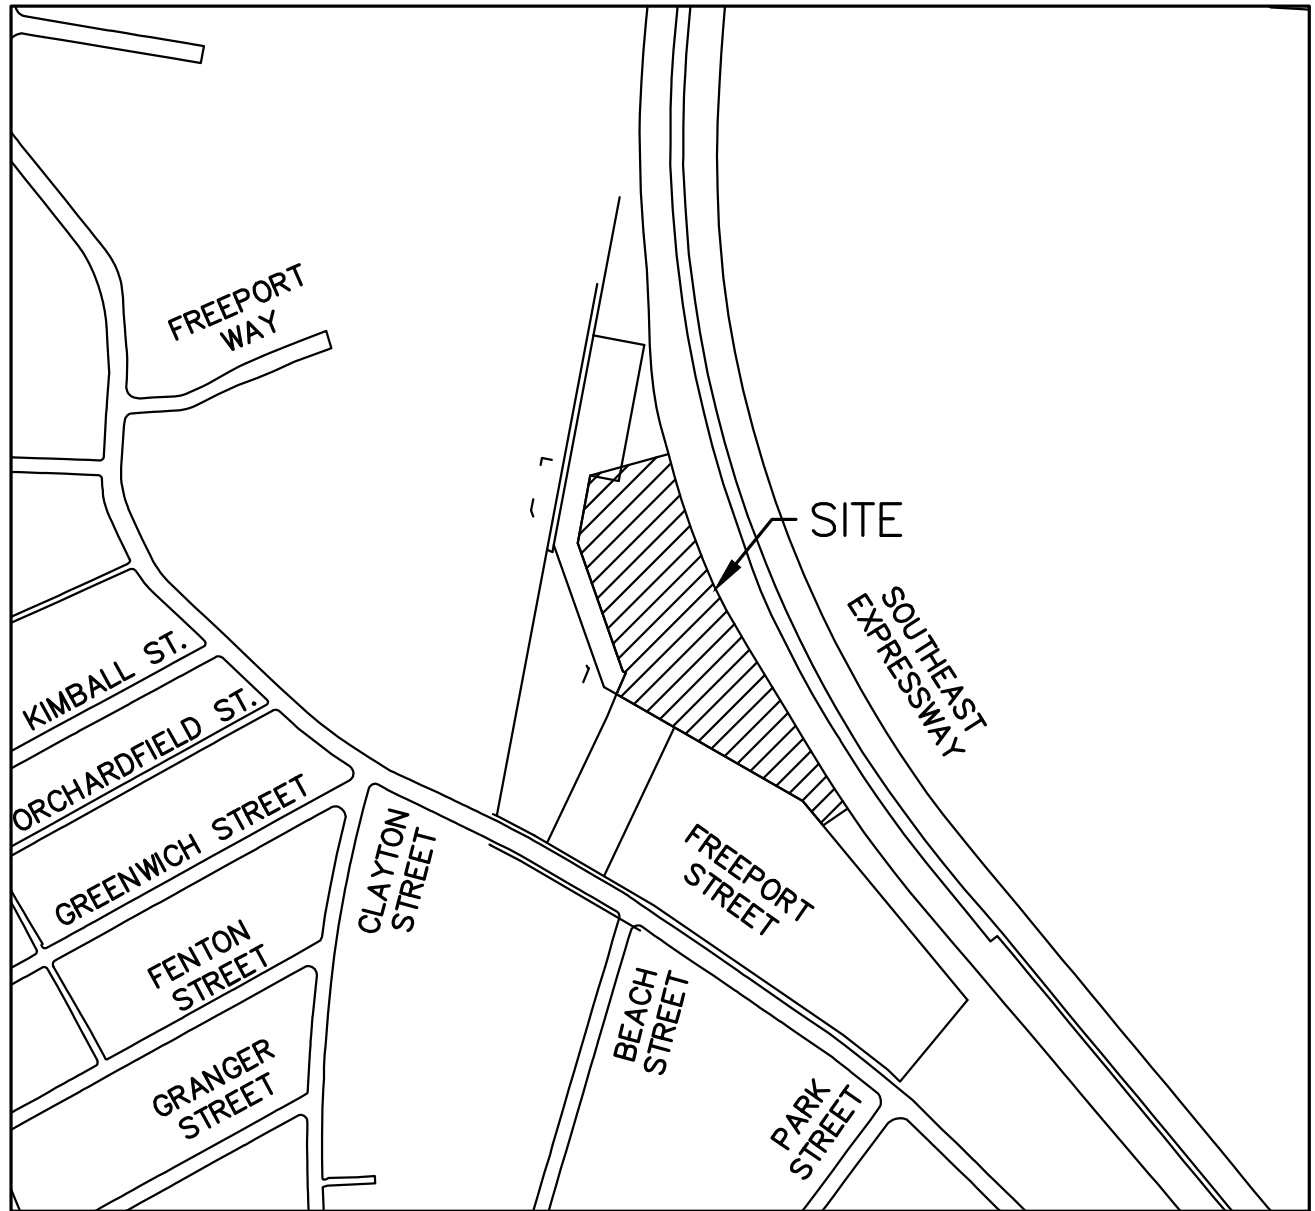 FREEPORT
WAY
SITE
SOUTHEAST
EXPRESSWAY
KIMBALL ST.
ORCHARDFIELD ST.
GREENWICH STREET
CLAYTON
STREET
FREEPORT
STREET
FENTON
STREET
BEACH
STREET
GRANGER
STREET
PARK
STREET